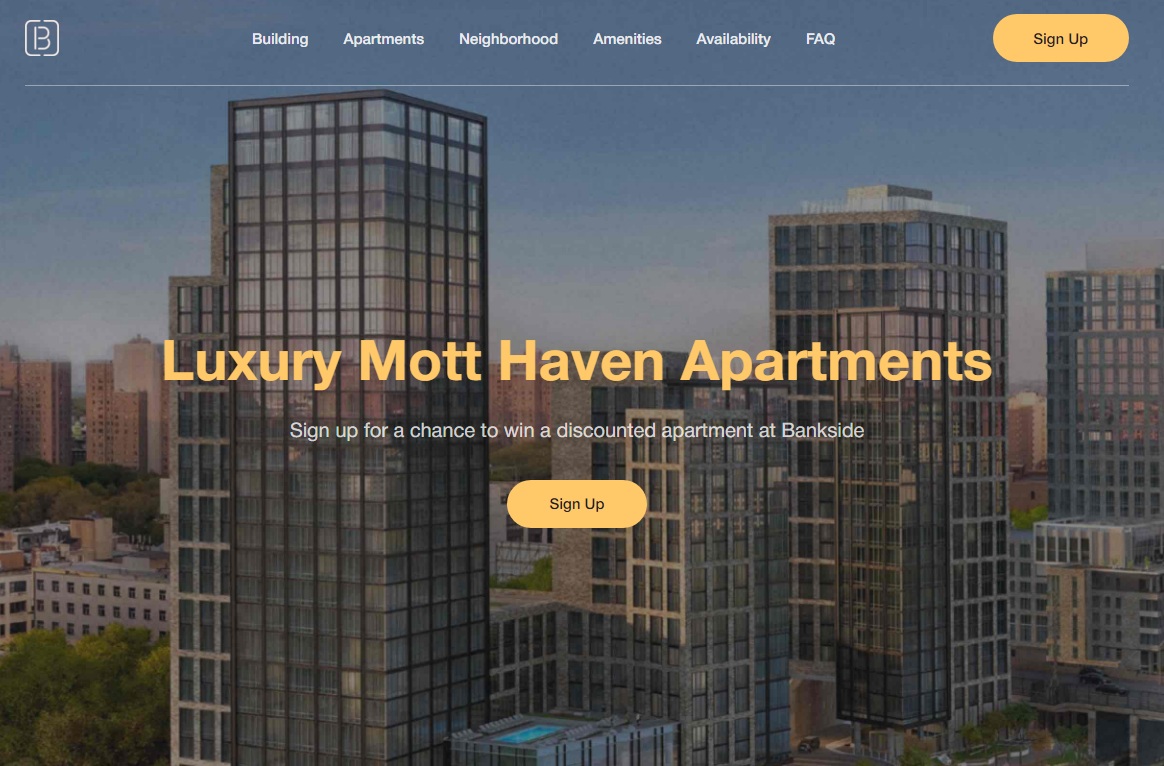 B
Building Apartments Neighborhood Amenities Availability FAQ Sign Up
Luxury Mott Haven Apartments
Sign up for a chance to win a discounted apartment at Bankside
Sign Up